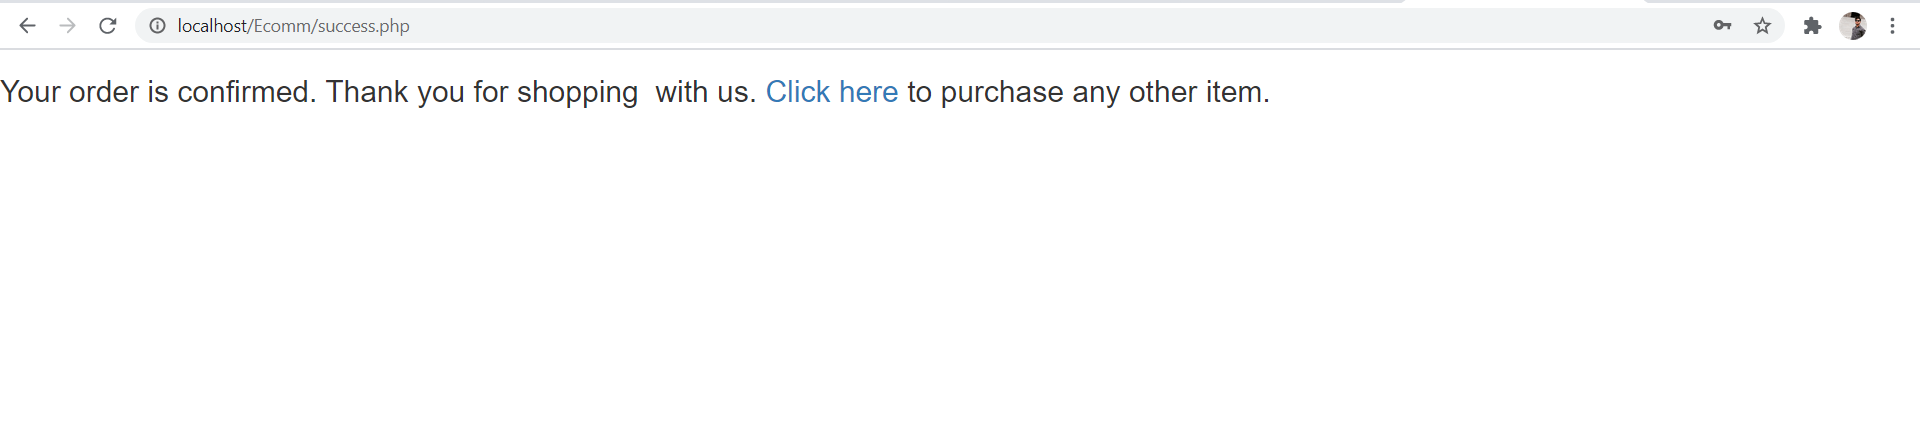 localhost/Ecomm/success.php
Your order is confirmed. Thank you for shopping  with us. Click here to purchase any other item.